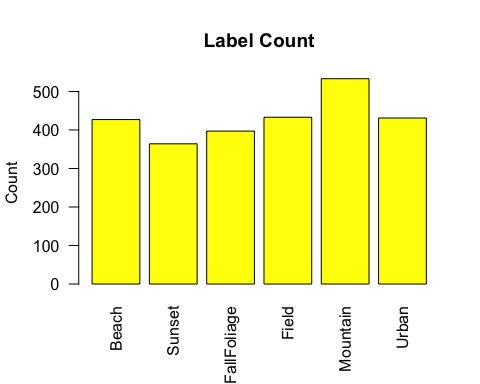 Label Count
Count
500
400
300
200
100
0
Beach
Sunset
FallFoliage
Field
Mountain
Urban